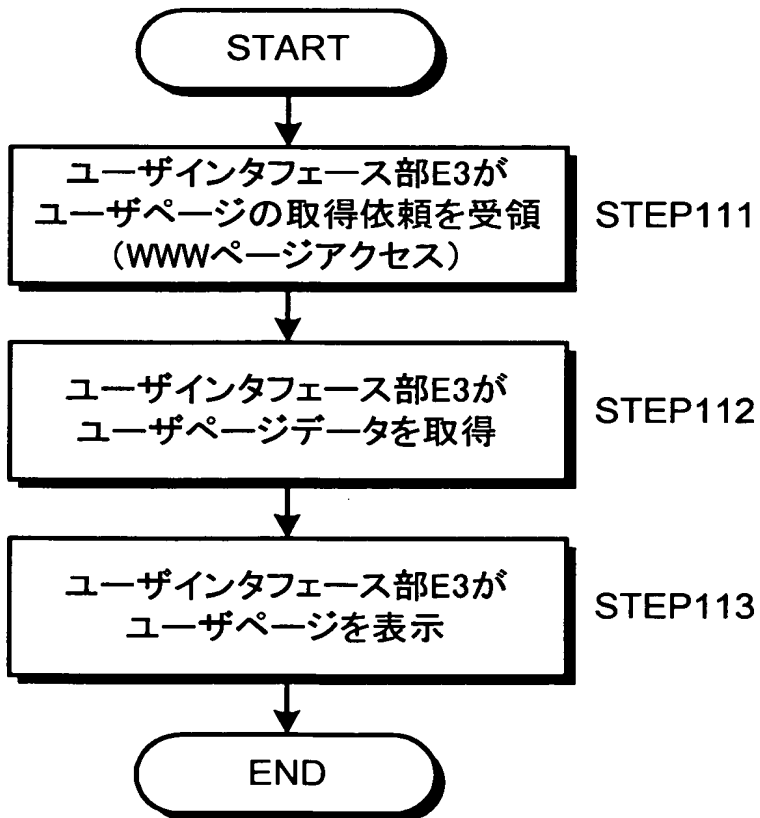 START
ユーザインタフェース部E3が
ユーザページの取得依頼を受領
（WWWページアクセス）
STEP111
ユーザインタフェース部E3が
ユーザページデータを取得
STEP112
ユーザインタフェース部E3が
ユーザページを表示
STEP113
END